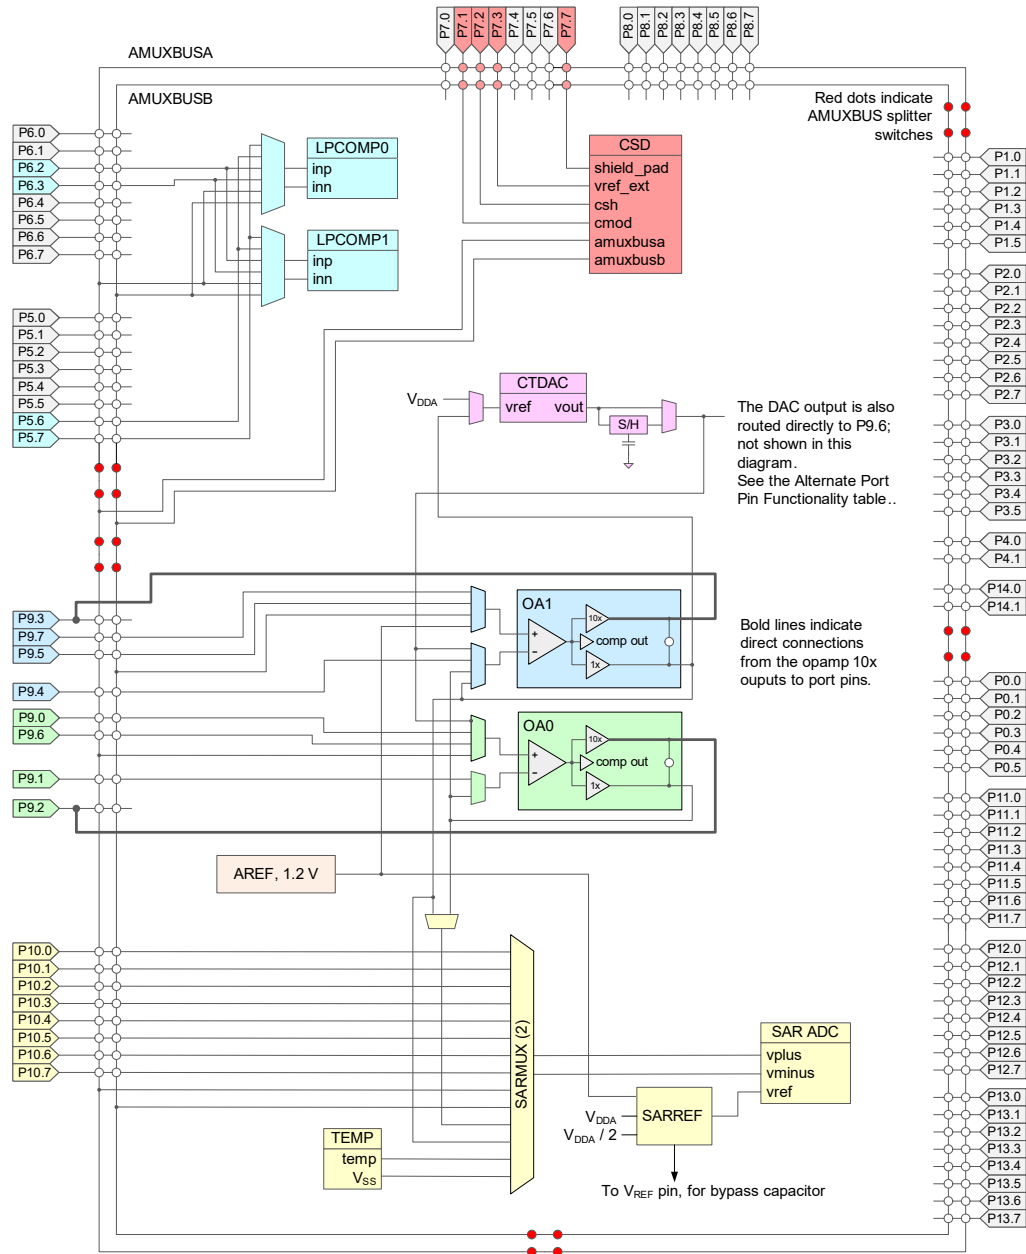 P7.0
P7.1
P7.2
P7.3
P7.4
P7.5
P7.6
P7.7
P8.0
P8.1
P8.2
P8.3
P8.4
P8.5
P8.6
P8.7
AMUXBUSA
AMUXBUSB
Red dots indicate
AMUXBUS splitter
switches
P6.0
P6.1
P6.2
P6.3
P6.4
P6.5
P6.6
P6.7
LPCOMP0
inp
inn
LPCOMP1
inp
inn
CSD
shield_pad
vref_ext
csh
cmod
amuxbusa
amuxbusb
P1.0
P1.1
P1.2
P1.3
P1.4
P1.5
P2.0
P2.1
P2.2
P2.3
P2.4
P2.5
P2.6
P2.7
P5.0
P5.1
P5.2
P5.3
P5.4
P5.5
P5.6
P5.7
CTDAC
VDDA
vref vout
S/H
The DAC output is also
routed directly to P9.6;
not shown in this
diagram.
See the Alternate Port
Pin Functionality table..
P3.0
P3.1
P3.2
P3.3
P3.4
P3.5
P4.0
P4.1
P14.0
P14.1
P9.3
P9.7
P9.5
P9.4
OA1
+
−
10x
comp out
1x
Bold lines indicate
direct connections
from the opamp 10x
ouputs to port pins.
P9.0
P9.6
P9.1
P9.2
OA0
+
−
10x
comp out
1x
P0.0
P0.1
P0.2
P0.3
P0.4
P0.5
P11.0
P11.1
P11.2
P11.3
P11.4
P11.5
P11.6
P11.7
AREF, 1.2 V
P10.0
P10.1
P10.2
P10.3
P10.4
P10.5
P10.6
P10.7
SARMUX (2)
SAR ADC
vplus
vminus
vref
P12.0
P12.1
P12.2
P12.3
P12.4
P12.5
P12.6
P12.7
VDDA
VDDA / 2
SARREF
TEMP
temp
VSS
To VREF pin, for bypass capacitor
P13.0
P13.1
P13.2
P13.3
P13.4
P13.5
P13.6
P13.7